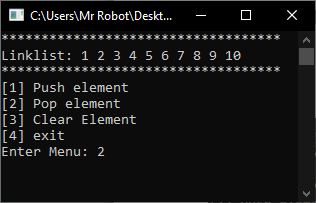 C:\Users\Mr Robot\Deskt...
***********************************
Linklist: 1 2 3 4 5 6 7 8 9 10
***********************************
[1] Push element
[2] Pop element
[3] Clear Element
[4] exit
Enter Menu: 2